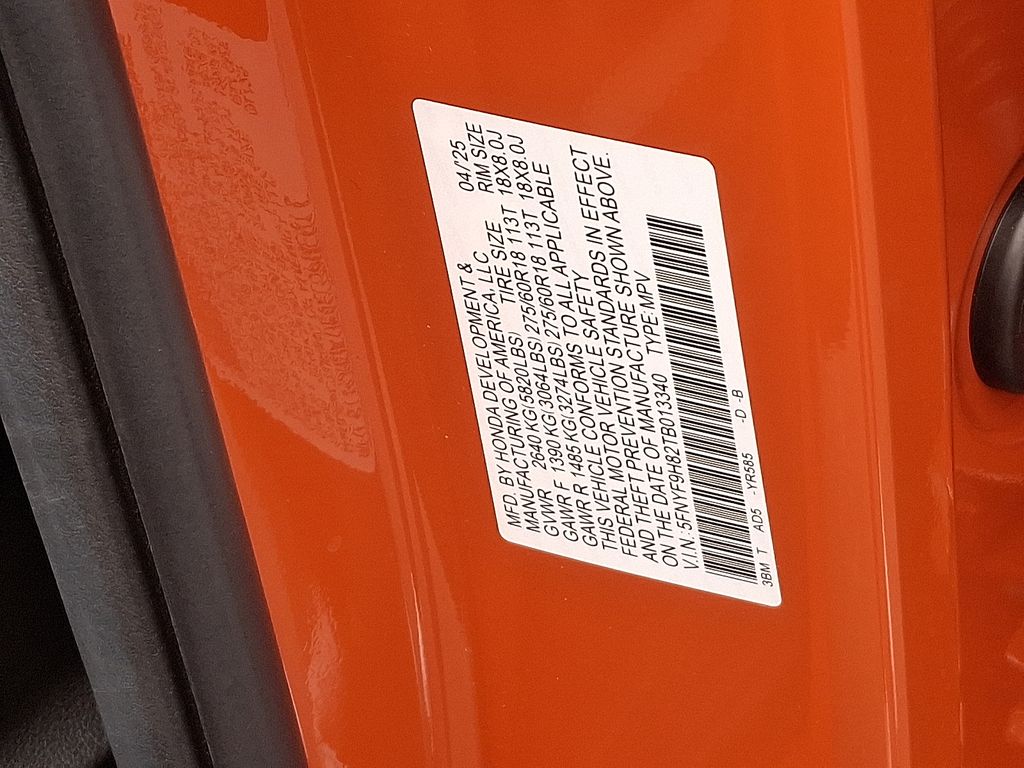 MFD. BY HONDA DEVELOPMENT & 04/'25
MANUFACTURING OF AMERICA, LLC
TIRE SIZE RIM SIZE
GVWR 2640 KG(5820LBS)
GAWR F 1390 KG(3064LBS) 275/60R18 113T 18X8.0J
GAWR R 1485 KG(3274LBS) 275/60R18 113T 18X8.0J
THIS VEHICLE CONFORMS TO ALL APPLICABLE
FEDERAL MOTOR VEHICLE SAFETY
AND THEFT PREVENTION STANDARDS IN EFFECT
ON THE DATE OF MANUFACTURE SHOWN ABOVE.
V.I.N.:5FNYF9H62TB013340 TYPE:MPV
3BM T AD5 -YR585 -D -B